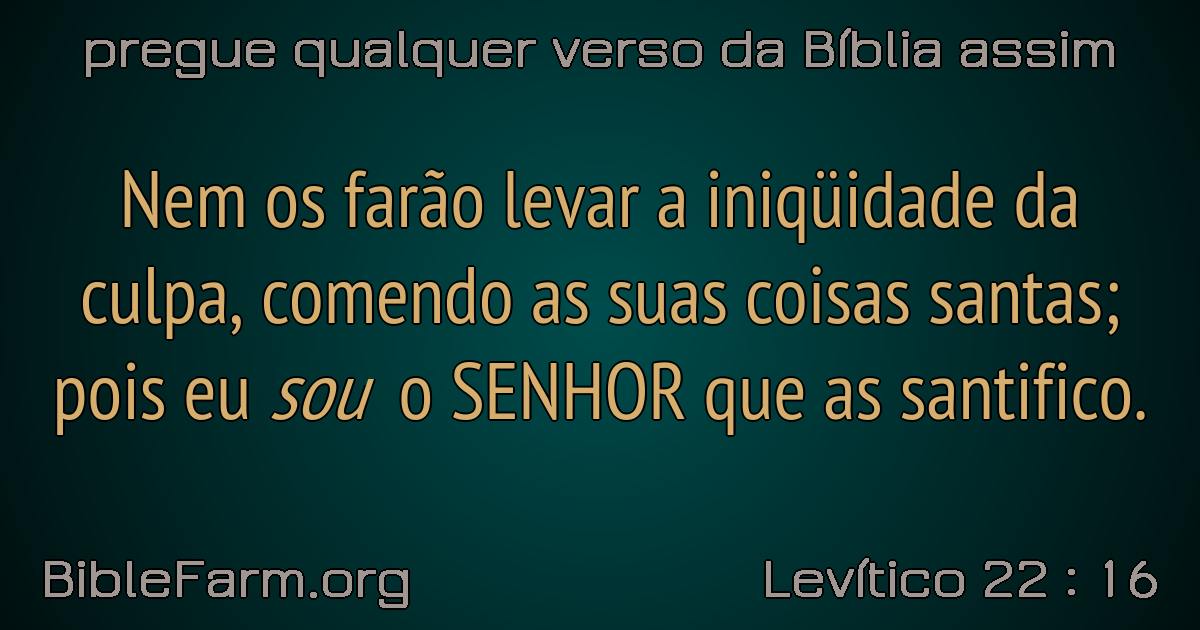 pregue qualquer verso da Bíblia assim
Nem os farão levar a iniqüidade da
culpa, comendo as suas coisas santas;
pois eu sou o SENHOR que as santifico.
BibleFarm.org
Levítico 22 : 16